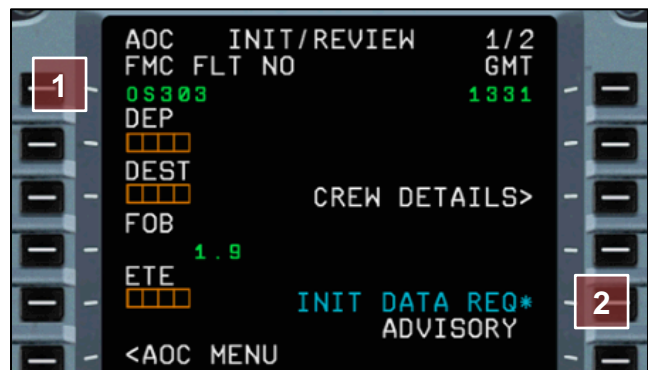 AOC INIT/REVIEW 1/2
FMC FLT NO GMT
OS303 1331
DEP
DEST
CREW DETAILS>
FOB
1.9
ETE
INIT DATA REQ*
ADVISORY
<AOC MENU
1
2